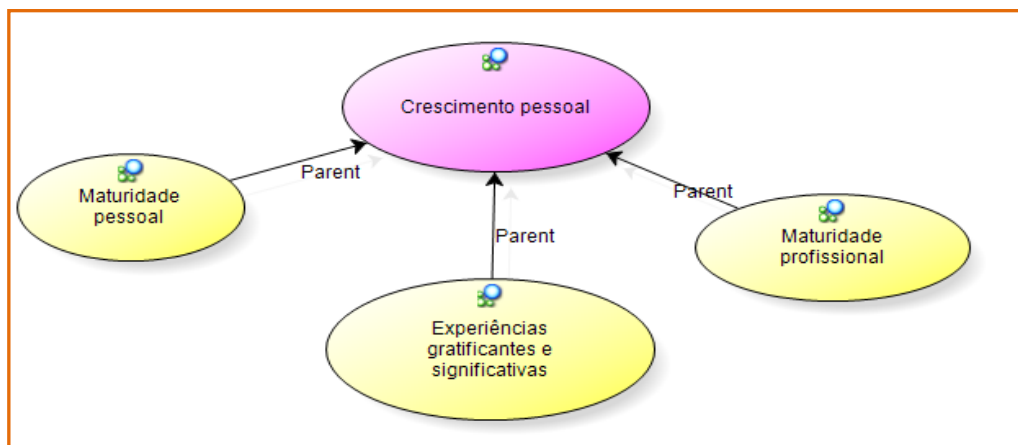 Crescimento pessoal
Parent
Maturidade
pessoal
Parent
Parent
Maturidade
profissional
Experiências
gratificantes e
significativas